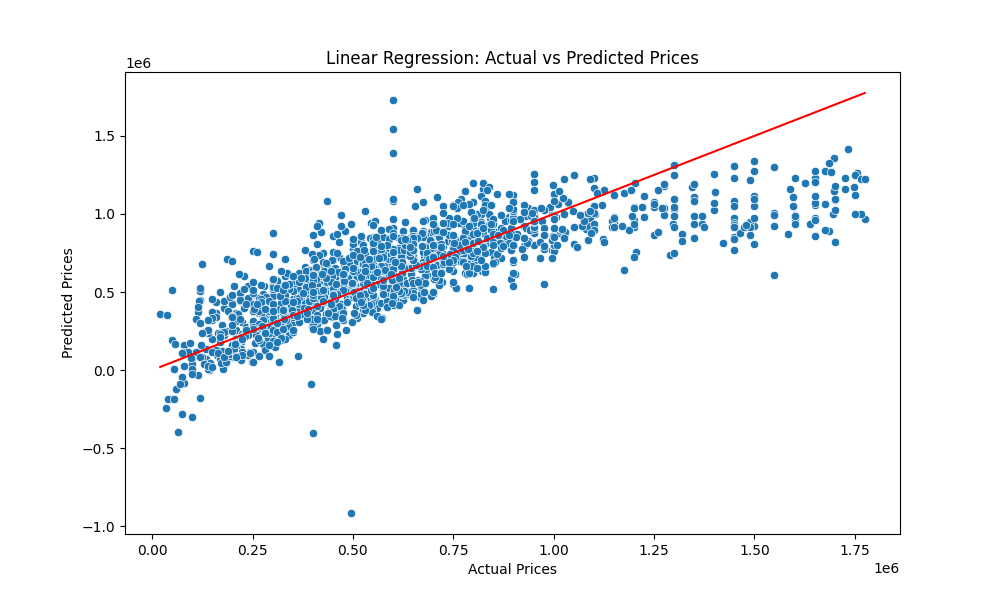 Linear Regression: Actual vs Predicted Prices
1e6
1.5
1.0
0.5
0.0
−0.5
−1.0
Predicted Prices
0.00 0.25 0.50 0.75 1.00 1.25 1.50 1.75
1e6
Actual Prices